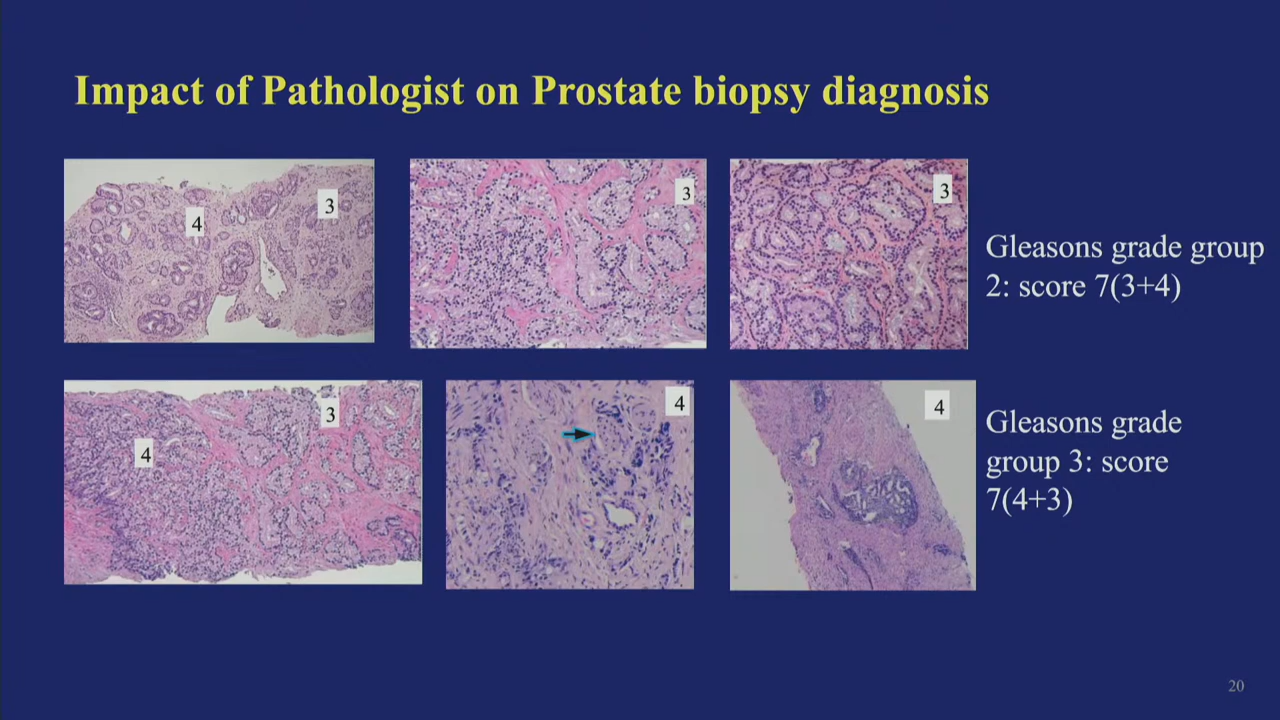 Impact of Pathologist on Prostate biopsy diagnosis
4
3
3
3
Gleasons grade group
2: score 7(3+4)
4
3
4
4
Gleasons grade
group 3: score
7(4+3)
20